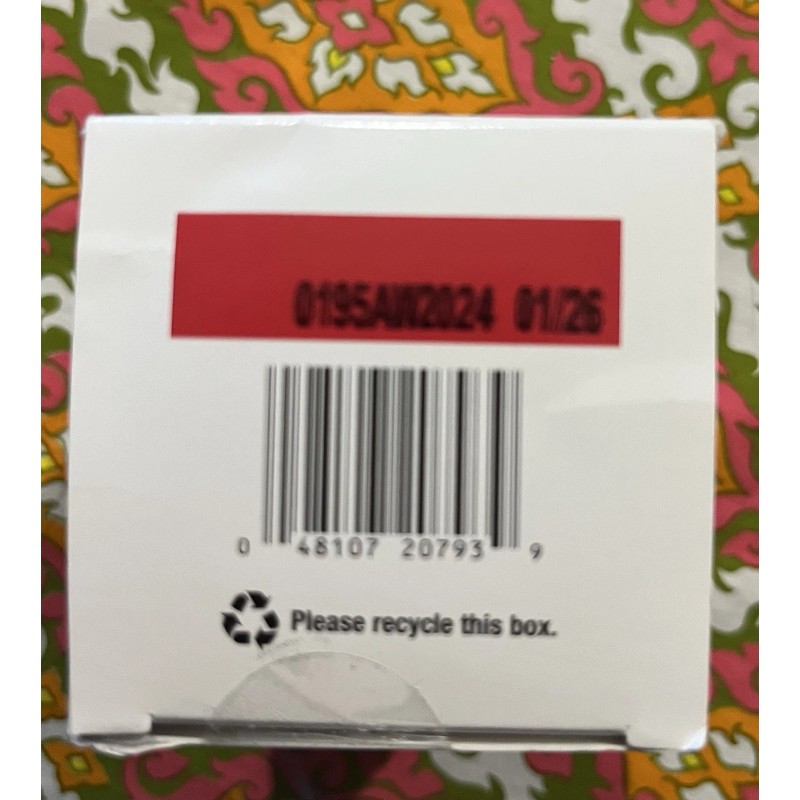 0195AW2024 01/26
0 48107 20793 9
Please recycle this box.